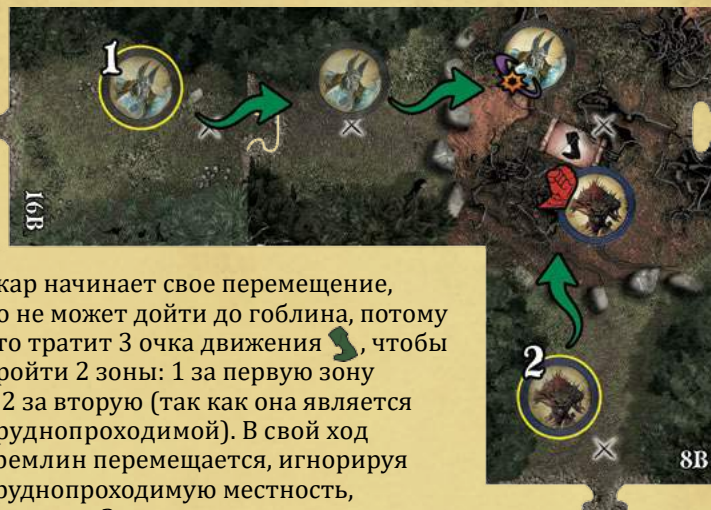 1
16B
2
8B
кар начинает свое перемещение,
о не может дойти до гоблина, потому
то тратит 3 очка движения , чтобы
ройти 2 зоны: 1 за первую зону
2 за вторую (так как она является
руднопроходимой). В свой ход
ремлин перемещается, игнорируя
руднопроходимую местность,